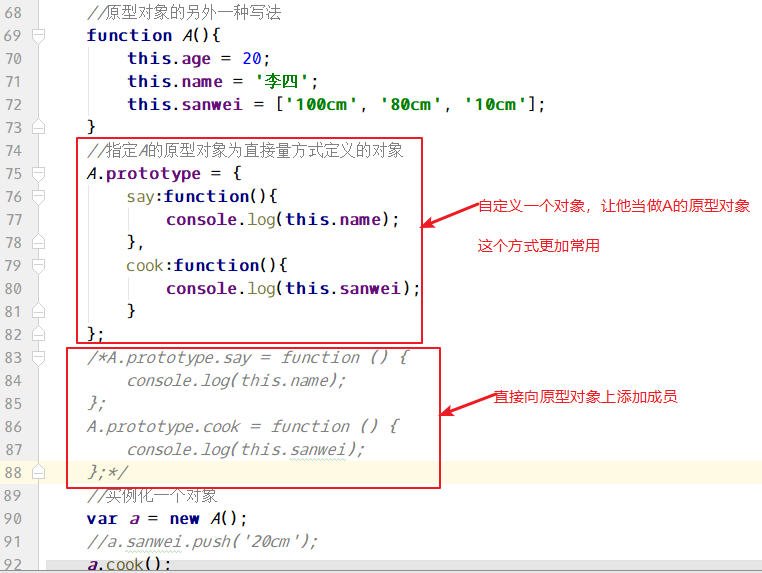 68 //原型对象的另外一种写法
69 function A(){
70 this.age = 20;
71 this.name = '李四';
72 this.sanwei = ['100cm', '80cm', '10cm'];
73 }
74 //指定A的原型对象为直接量方式定义的对象
75 A.prototype = {
76 say:function(){
77 console.log(this.name);
78 },
79 cook:function(){
80 console.log(this.sanwei);
81 }
82 };
自定义一个对象，让他当做A的原型对象
这个方式更加常用
83 /*A.prototype.say = function () {
84 console.log(this.name);
85 };
86 A.prototype.cook = function () {
87 console.log(this.sanwei);
88 };*/
直接向原型对象上添加成员
89 //实例化一个对象
90 var a = new A();
91 //a.sanwei.push('20cm');
92 a.cook();